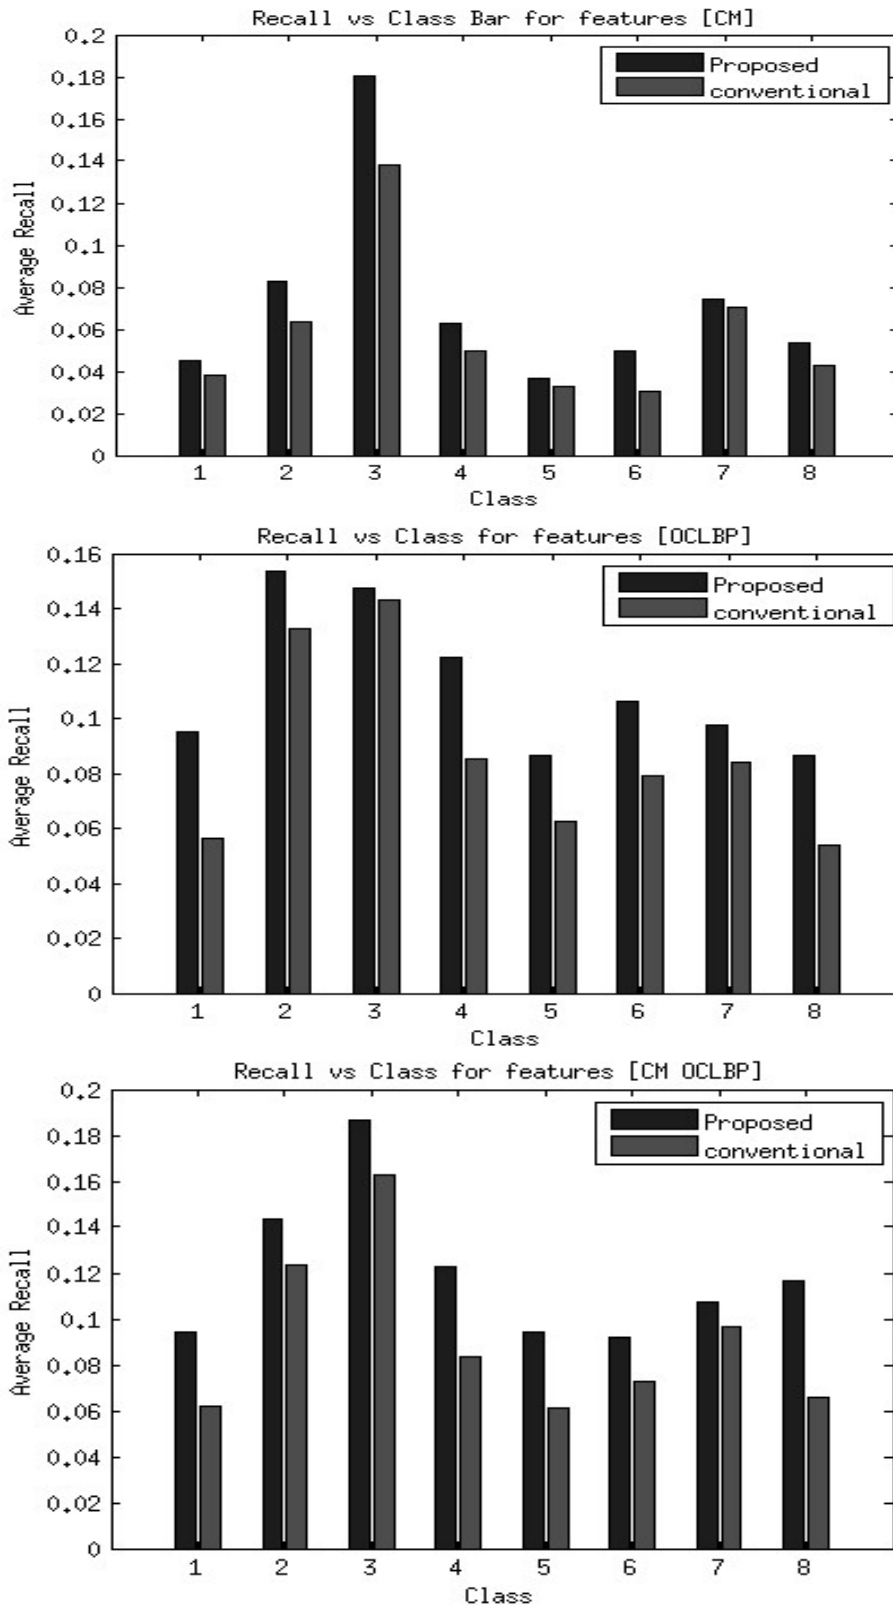 Recall vs Class Bar for features [CM]
0.2
0.18
0.16
0.14
0.12
0.1
0.08
0.06
0.04
0.02
0
Average Recall
Proposed
conventional
1 2 3 4 5 6 7 8
Class
Recall vs Class for features [OCLBP]
0.16
0.14
0.12
0.1
0.08
0.06
0.04
0.02
0
Average Recall
Proposed
conventional
1 2 3 4 5 6 7 8
Class
Recall vs Class for features [CM OCLBP]
0.2
0.18
0.16
0.14
0.12
0.1
0.08
0.06
0.04
0.02
0
Average Recall
Proposed
conventional
1 2 3 4 5 6 7 8
Class